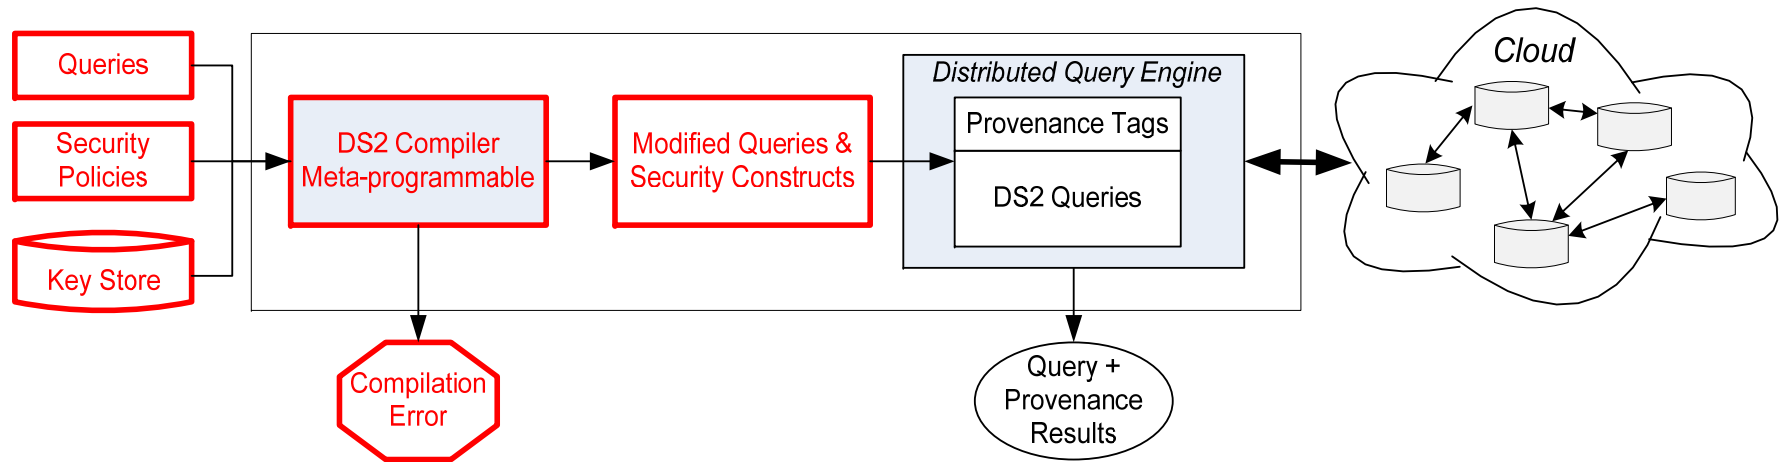 Queries
Security
Policies
Key Store
DS2 Compiler
Meta-programmable
Compilation
Error
Modified Queries &
Security Constructs
Distributed Query Engine
Provenance Tags
DS2 Queries
Query +
Provenance
Results
Cloud